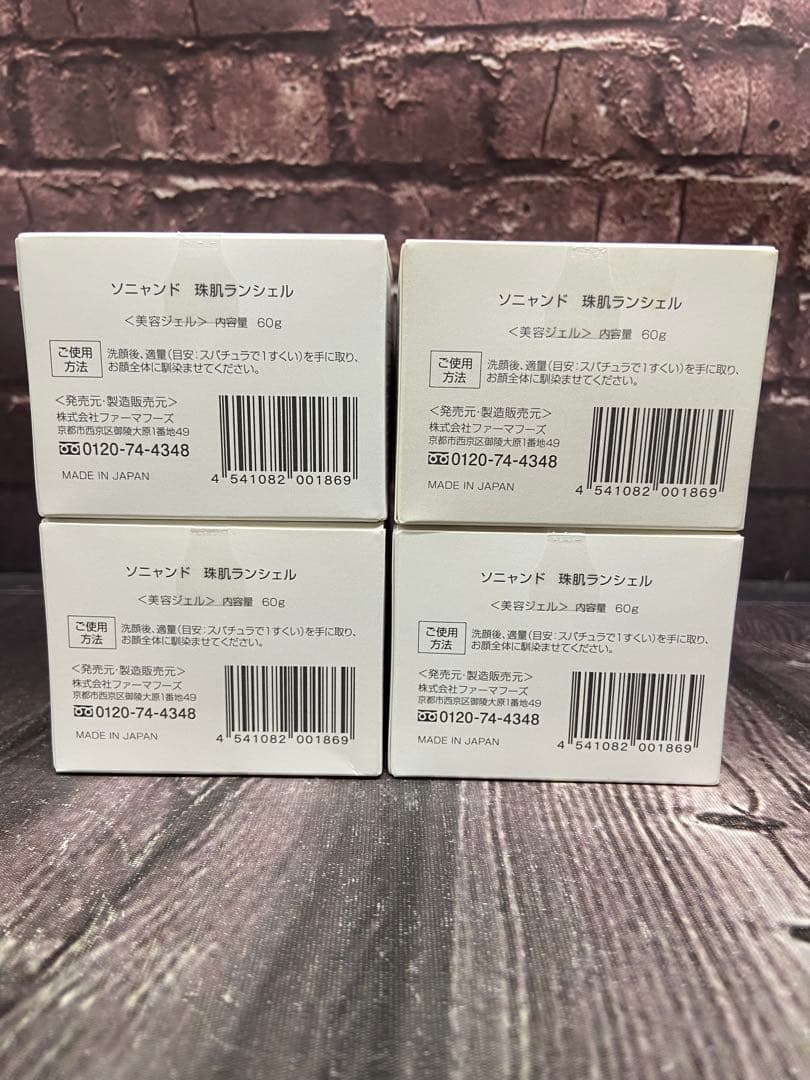 ソニャンド 珠肌ランシェル
＜美容ジェル＞ 内容量 60g
ご使用
方法
洗顔後、適量(目安:スパチュラで1すくい)を手に取り、
お顔全体に馴染ませてください。
＜発売元・製造販売元＞
株式会社ファーマフーズ
京都市西京区御陵大原1番地49
0120-74-4348
MADE IN JAPAN
4 541082 001869
ソニャンド 珠肌ランシェル
＜美容ジェル＞ 内容量 60g
ご使用
方法
洗顔後、適量(目安:スパチュラで1すくい)を手に取り、
お顔全体に馴染ませてください。
＜発売元・製造販売元＞
株式会社ファーマフーズ
京都市西京区御陵大原1番地49
0120-74-4348
MADE IN JAPAN
4 541082 001869
ソニャンド 珠肌ランシェル
＜美容ジェル＞ 内容量 60g
ご使用
方法
洗顔後、適量(目安:スパチュラで1すくい)を手に取り、
お顔全体に馴染ませてください。
＜発売元・製造販売元＞
株式会社ファーマフーズ
京都市西京区御陵大原1番地49
0120-74-4348
MADE IN JAPAN
4 541082 001869
ソニャンド 珠肌ランシェル
＜美容ジェル＞ 内容量 60g
ご使用
方法
洗顔後、適量(目安:スパチュラで1すくい)を手に取り、
お顔全体に馴染ませてください。
＜発売元・製造販売元＞
株式会社ファーマフーズ
京都市西京区御陵大原1番地49
0120-74-4348
MADE IN JAPAN
4 541082 001869